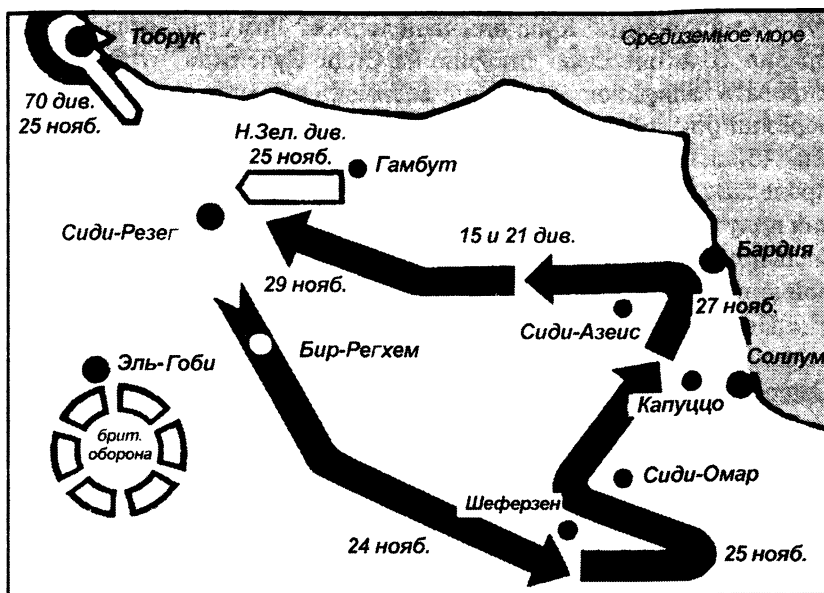 Тобрук
Средиземное море
70 див.
25 нояб.
Н.Зел. див.
25 нояб.
Гамбут
Сиди-Резег
15 и 21 див.
Бардия
29 нояб.
27 нояб.
Сиди-Азеис
Бир-Регхем
Эль-Гоби
Соллум
Капуццо
брит.
оборона
Сиди-Омар
Шеферзен
24 нояб.
25 нояб.